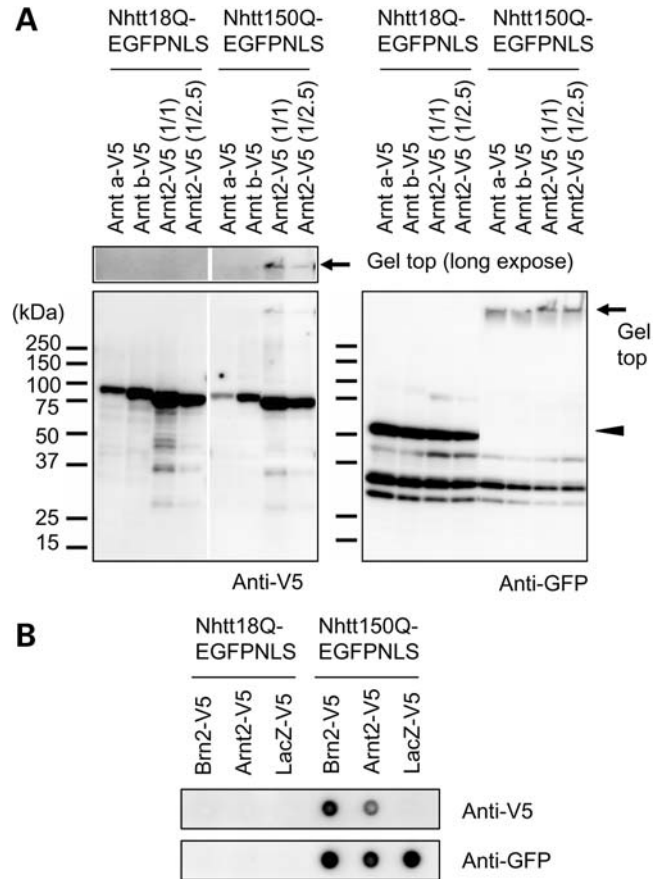 A
Nhtt18Q-
EGFPNLS
Nhtt150Q-
EGFPNLS
Nhtt18Q-
EGFPNLS
Nhtt150Q-
EGFPNLS
Arnt a-V5
Arnt b-V5
Arnt2-V5 (1/1)
Arnt2-V5 (1/2.5)
Arnt a-V5
Arnt b-V5
Arnt2-V5 (1/1)
Arnt2-V5 (1/2.5)
Arnt a-V5
Arnt b-V5
Arnt2-V5 (1/1)
Arnt2-V5 (1/2.5)
Arnt a-V5
Arnt b-V5
Arnt2-V5 (1/1)
Arnt2-V5 (1/2.5)
Gel top (long expose)
(kDa)
250
150
100
75
50
37
25
15
Gel
top
Anti-V5
Anti-GFP
B
Nhtt18Q-
EGFPNLS
Nhtt150Q-
EGFPNLS
Brn2-V5
Arnt2-V5
LacZ-V5
Brn2-V5
Arnt2-V5
LacZ-V5
Anti-V5
Anti-GFP